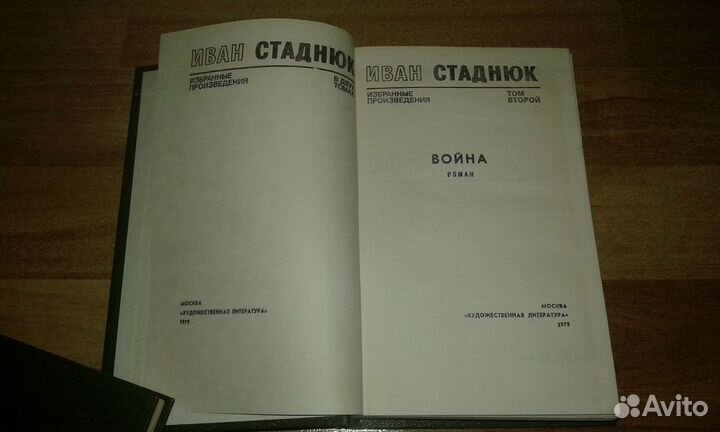 ИВАН СТАДНЮК
ИЗБРАННЫЕ
ПРОИЗВЕДЕНИЯ
В ДВУХ
ТОМАХ
МОСКВА
«ХУДОЖЕСТВЕННАЯ ЛИТЕРАТУРА»
1979
ИВАН СТАДНЮК
ИЗБРАННЫЕ
ПРОИЗВЕДЕНИЯ
ТОМ
ВТОРОЙ
ВОЙНА
РОМАН
МОСКВА
«ХУДОЖЕСТВЕННАЯ ЛИТЕРАТУРА»
1979
Avito